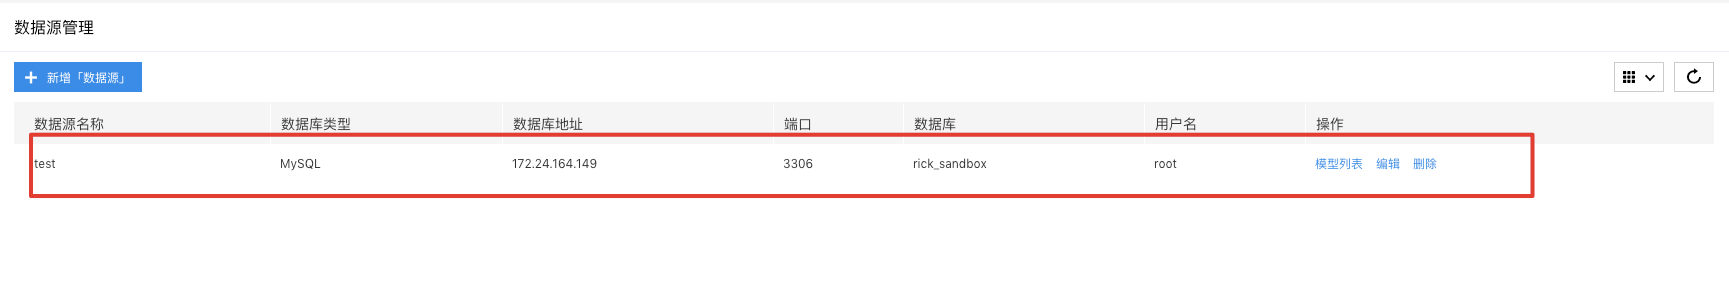 数据源管理
新增「数据源」
数据源名称 数据库类型 数据库地址 端口 数据库 用户名 操作
test MySQL 172.24.164.149 3306 rick_sandbox root 模型列表 编辑 删除